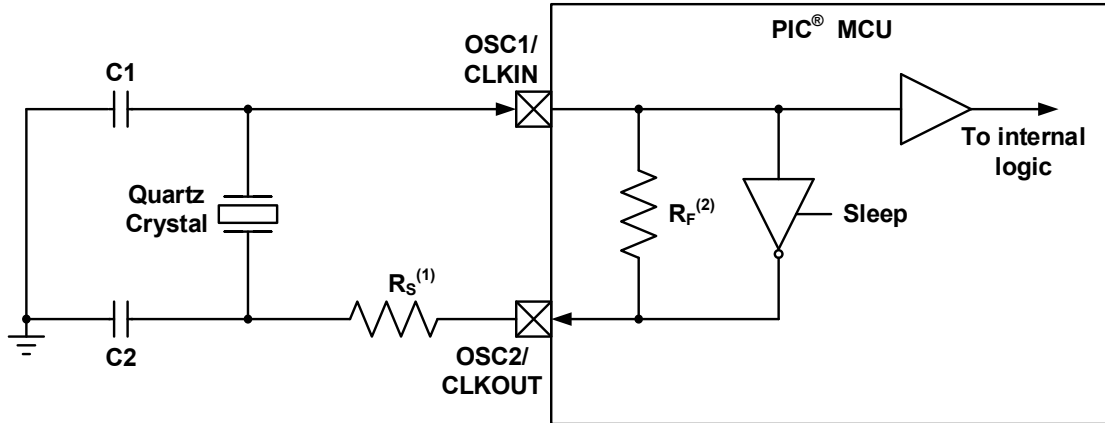 PIC® MCU
OSC1/
CLKIN
C1
To internal
logic
Quartz
Crystal
RF(2)
Sleep
RS(1)
C2
OSC2/
CLKOUT